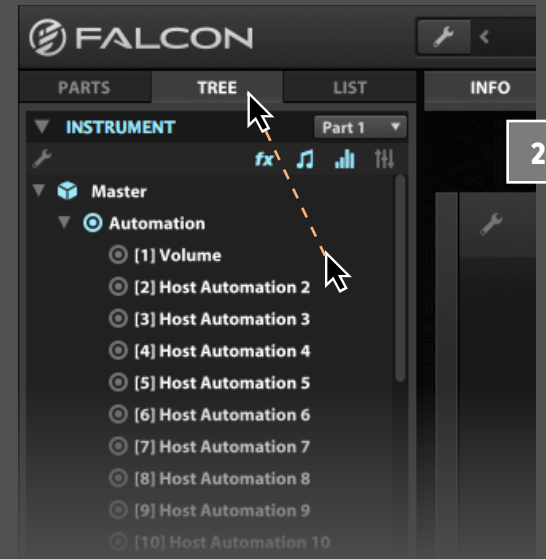 FALCON
PARTS TREE LIST INFO
INSTRUMENT Part 1
2
fx
Master
Automation
[1] Volume
[2] Host Automation 2
[3] Host Automation 3
[4] Host Automation 4
[5] Host Automation 5
[6] Host Automation 6
[7] Host Automation 7
[8] Host Automation 8
[9] Host Automation 9
[10] Host Automation 10